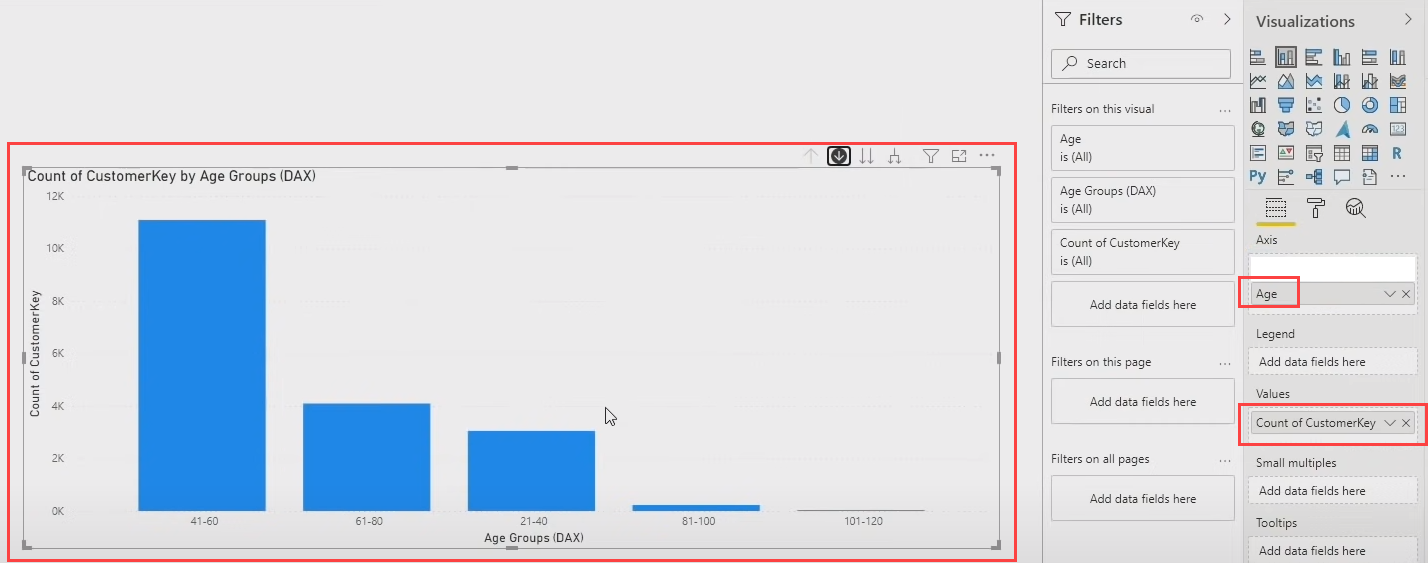 Count of CustomerKey by Age Groups (DAX)
12K
10K
8K
6K
4K
2K
0K
Count of CustomerKey
41-60
61-80
21-40
81-100
101-120
Age Groups (DAX)
Filters
Search
Filters on this visual
...
Age
is (All)
Age Groups (DAX)
is (All)
Count of CustomerKey
is (All)
Add data fields here
Filters on this page
...
Add data fields here
Filters on all pages
...
Add data fields here
Visualizations
123
R
Py
...
Axis
Age
Legend
Add data fields here
Values
Count of CustomerKey
Small multiples
Add data fields here
Tooltips
Add data fields here